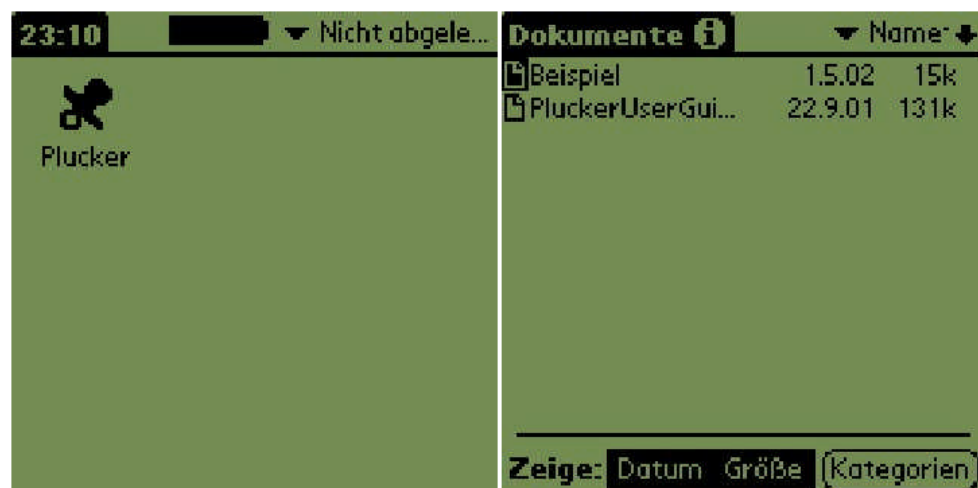 23:10 Nicht abgele...
Plucker
Dokumente i Name:
Beispiel 1.5.02 15k
PluckerUserGui... 22.9.01 131k
Zeige: Datum Größe Kategorien